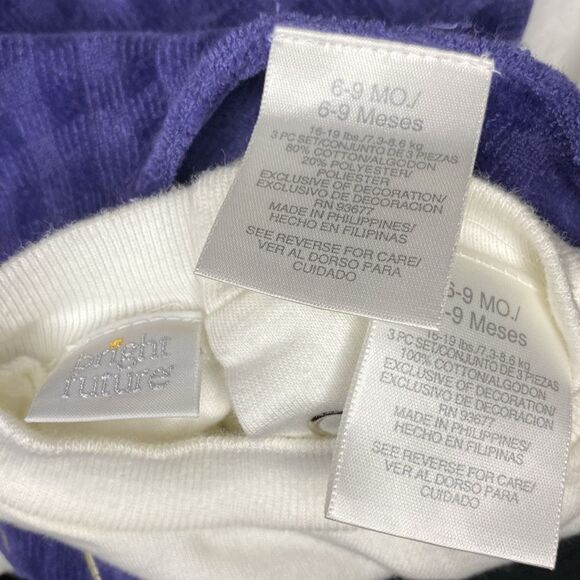 6-9 MO./
6-9 Meses
16-19 lbs./7.3-8.6 kg
3 PC SET/CONJUNTO DE 3 PIEZAS
80% COTTON/ALGODON
20% POLYESTER/
POLIESTER
EXCLUSIVE OF DECORATION/
EXCLUSIVO DE DECORACION
RN 93677
MADE IN PHILIPPINES/
HECHO EN FILIPINAS
SEE REVERSE FOR CARE/
VER AL DORSO PARA
CUIDADO
bright
future
6-9 MO./
-9 Meses
16-19 lbs./7.3-8.6 kg
3 PC SET/CONJUNTO DE 3 PIEZAS
100% COTTON/ALGODON
EXCLUSIVE OF DECORATION/
EXCLUSIVO DE DECORACION
RN
MADE IN PHILIPPINES/
HECHO EN FILIPINAS
SEE REVERSE FOR CARE/
VER AL DORSO PARA
CUIDADO